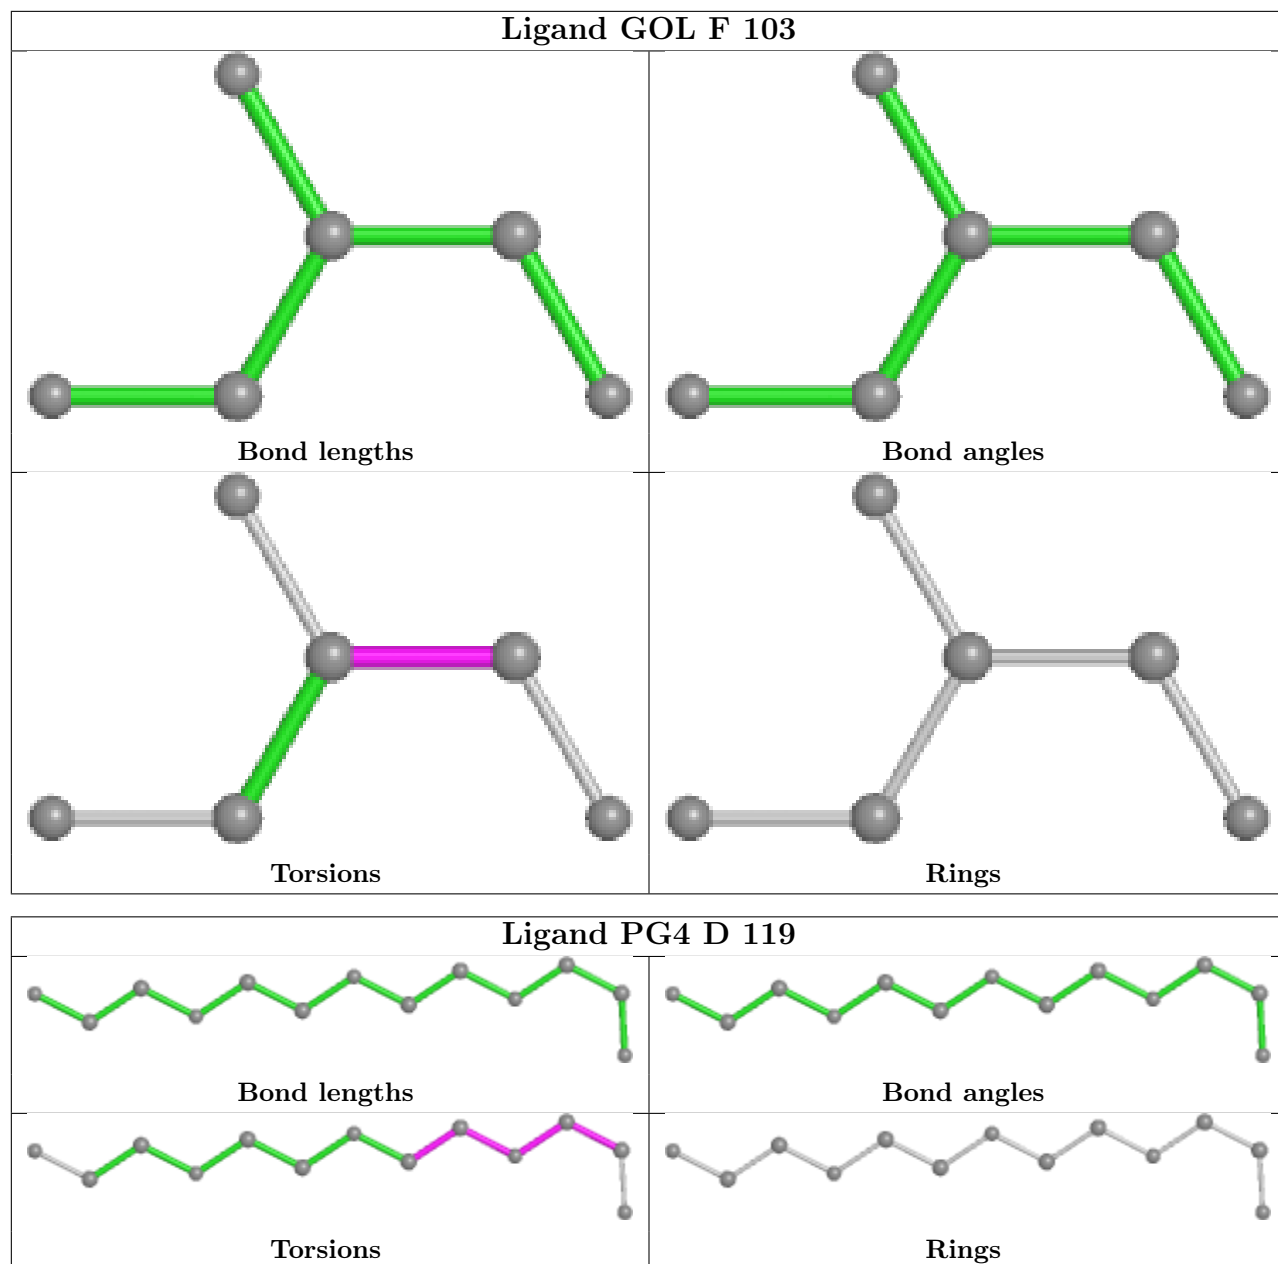 Ligand GOL F 103
Bond lengths
Bond angles
Torsions
Rings
Ligand PG4 D 119
Bond lengths
Bond angles
Torsions
Rings